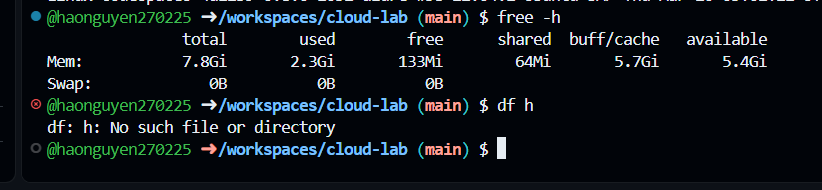 @haonguyen270225 ➜/workspaces/cloud-lab (main) $ free -h
total used free shared buff/cache available
Mem: 7.8Gi 2.3Gi 133Mi 64Mi 5.7Gi 5.4Gi
Swap: 0B 0B 0B
@haonguyen270225 ➜/workspaces/cloud-lab (main) $ df h
df: h: No such file or directory
@haonguyen270225 ➜/workspaces/cloud-lab (main) $